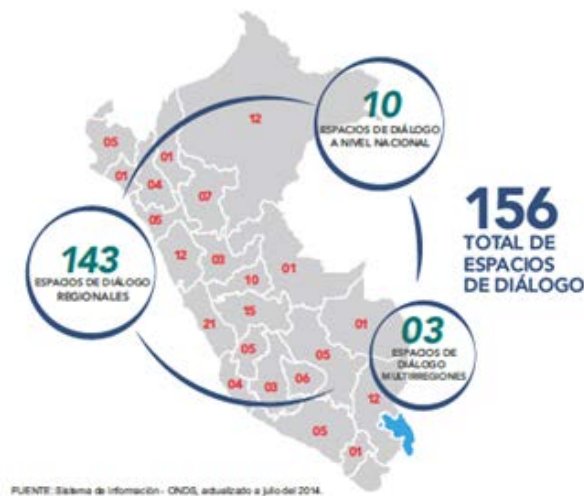 10
ESPACIOS DE DIÁLOGO
A NIVEL NACIONAL
12
05
01
01
04
07
05
143
ESPACIOS DE DIÁLOGO
REGIONALES
156
TOTAL DE
ESPACIOS
DE DIÁLOGO
12
03
10
01
21
15
01
03
ESPACIOS DE
DIÁLOGO
MULTIRREGIONES
05
05
04
03
06
12
05
01
FUENTE: Sistema de información - ONDS, actualizado a julio del 2014.